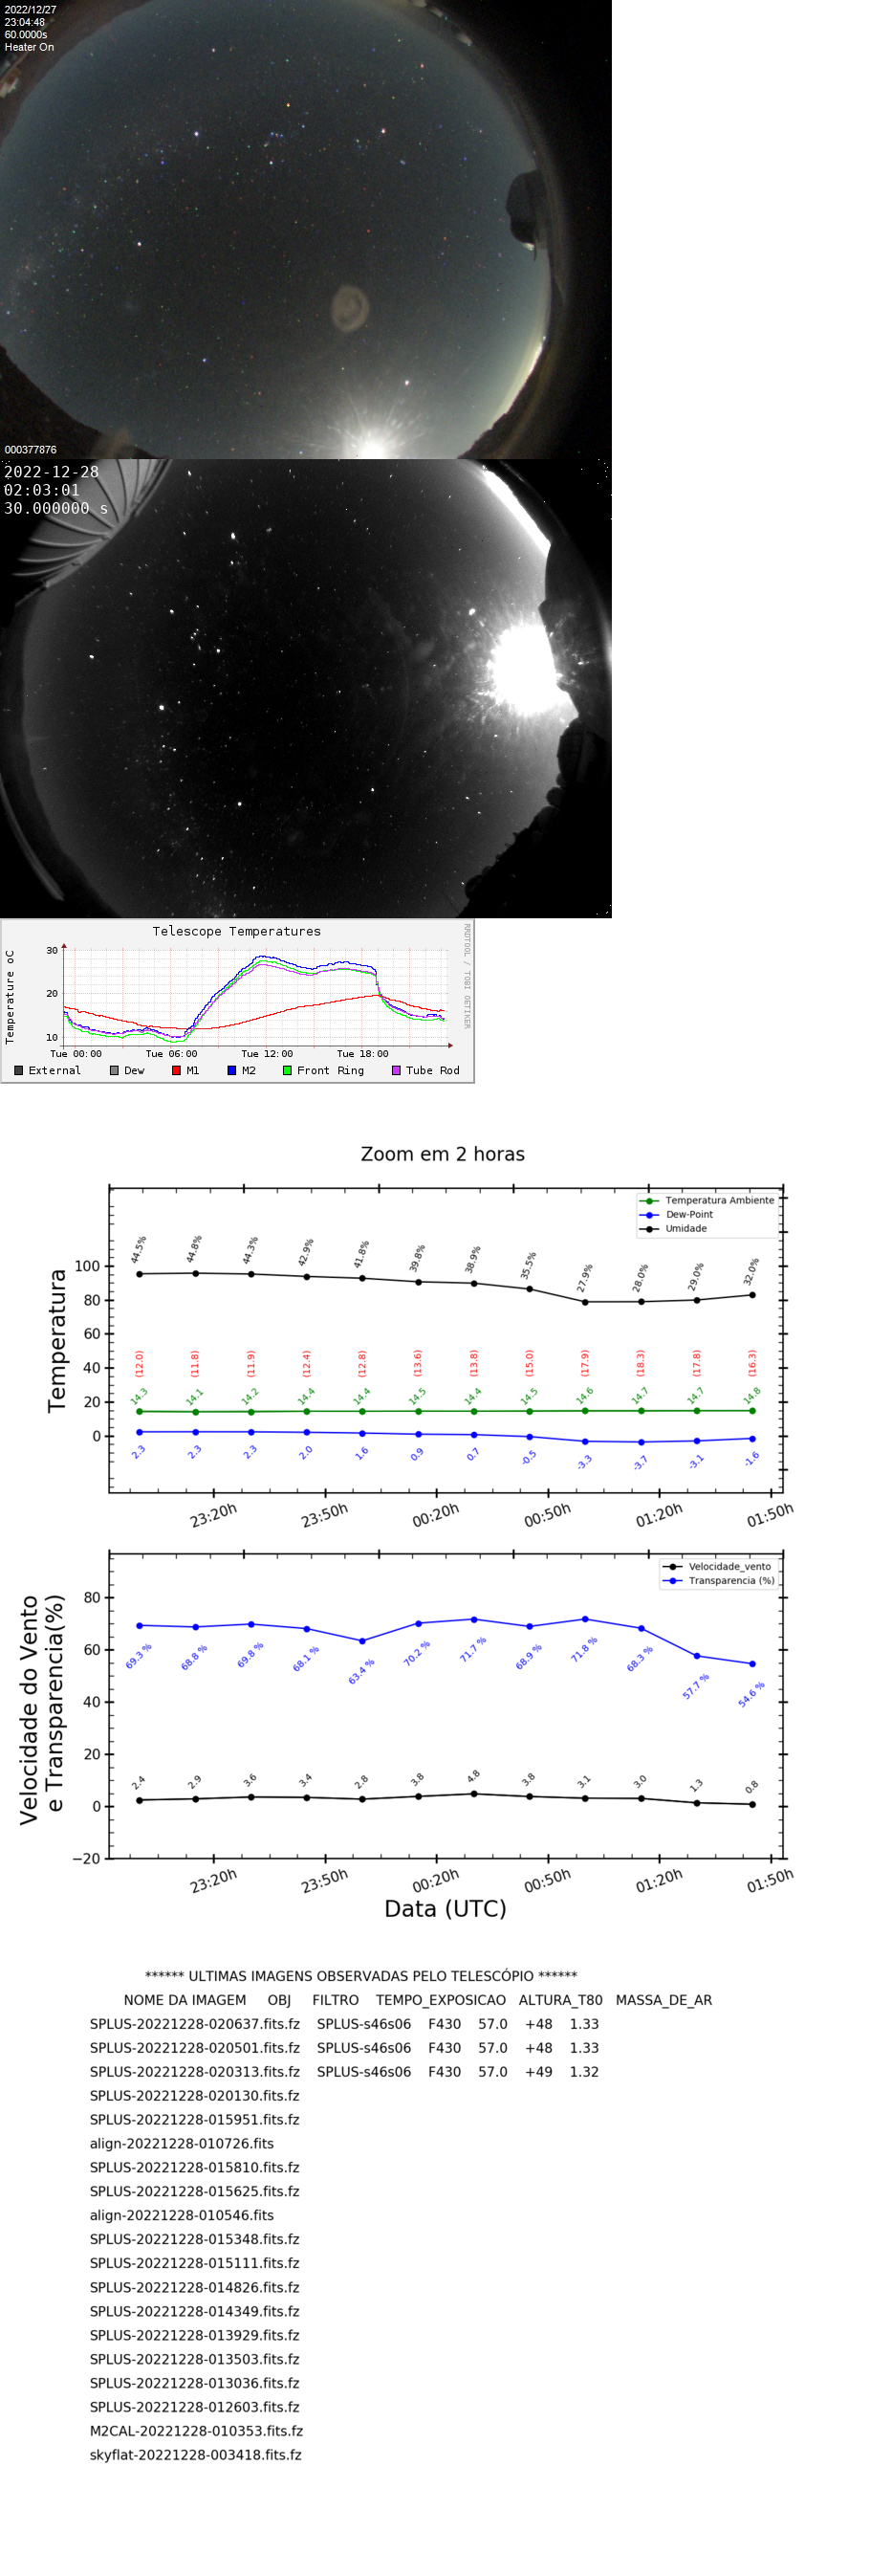 2022/12/27
23:04:48
60.0000s
Heater On
000377876
2022-12-28
02:03:01
30.000000 s
Telescope Temperatures
RRDTOOL / TOBI OETIKER
Temperature oC
30
20
10
Tue 00:00 Tue 06:00 Tue 12:00 Tue 18:00
External Dew M1 M2 Front Ring Tube Rod
Zoom em 2 horas
Temperatura Ambiente
Dew-Point
Umidade
Temperatura
100
80
60
40
20
0
44.5% 44.8% 44.3% 42.9% 41.8% 39.8% 38.9% 35.5% 27.9% 28.0% 29.0% 32.0%
(12.0) (11.8) (11.9) (12.4) (12.8) (13.6) (13.8) (15.0) (17.9) (18.3) (17.8) (16.3)
14.3 14.1 14.2 14.4 14.4 14.5 14.4 14.5 14.6 14.7 14.7 14.8
2.3 2.3 2.3 2.0 1.6 0.9 0.7 -0.5 -3.3 -3.7 -3.1 -1.6
23:20h 23:50h 00:20h 00:50h 01:20h 01:50h
Velocidade_vento
Transparencia (%)
Velocidade do Vento
e Transparencia(%)
80
60
40
20
0
−20
69.3 % 68.8 % 69.8 % 68.1 % 63.4 % 70.2 % 71.7 % 68.9 % 71.8 % 68.3 % 57.7 % 54.6 %
2.4 2.9 3.6 3.4 2.8 3.8 4.8 3.8 3.1 3.0 1.3 0.8
23:20h 23:50h 00:20h 00:50h 01:20h 01:50h
Data (UTC)
****** ULTIMAS IMAGENS OBSERVADAS PELO TELESCÓPIO ******
NOME DA IMAGEM OBJ FILTRO TEMPO_EXPOSICAO ALTURA_T80 MASSA_DE_AR
SPLUS-20221228-020637.fits.fz SPLUS-s46s06 F430 57.0 +48 1.33
SPLUS-20221228-020501.fits.fz SPLUS-s46s06 F430 57.0 +48 1.33
SPLUS-20221228-020313.fits.fz SPLUS-s46s06 F430 57.0 +49 1.32
SPLUS-20221228-020130.fits.fz
SPLUS-20221228-015951.fits.fz
align-20221228-010726.fits
SPLUS-20221228-015810.fits.fz
SPLUS-20221228-015625.fits.fz
align-20221228-010546.fits
SPLUS-20221228-015348.fits.fz
SPLUS-20221228-015111.fits.fz
SPLUS-20221228-014826.fits.fz
SPLUS-20221228-014349.fits.fz
SPLUS-20221228-013929.fits.fz
SPLUS-20221228-013503.fits.fz
SPLUS-20221228-013036.fits.fz
SPLUS-20221228-012603.fits.fz
M2CAL-20221228-010353.fits.fz
skyflat-20221228-003418.fits.fz